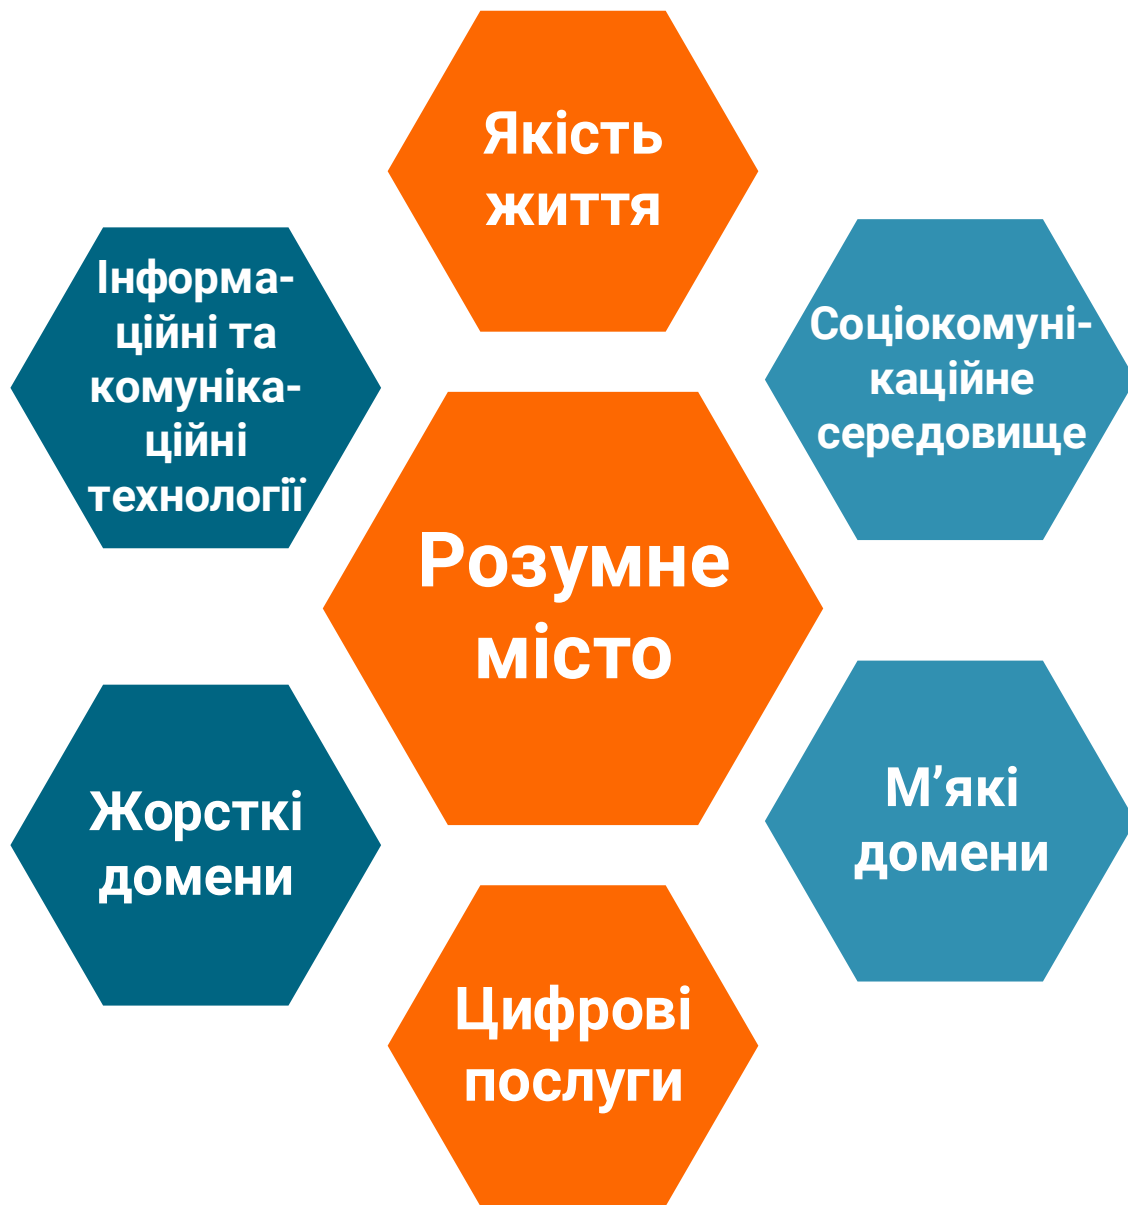 Якість
життя
Інформа-
ційні та
комуніка-
ційні
технології
Соціокомуні-
каційне
середовище
Розумне
місто
Жорсткі
домени
М’які
домени
Цифрові
послуги